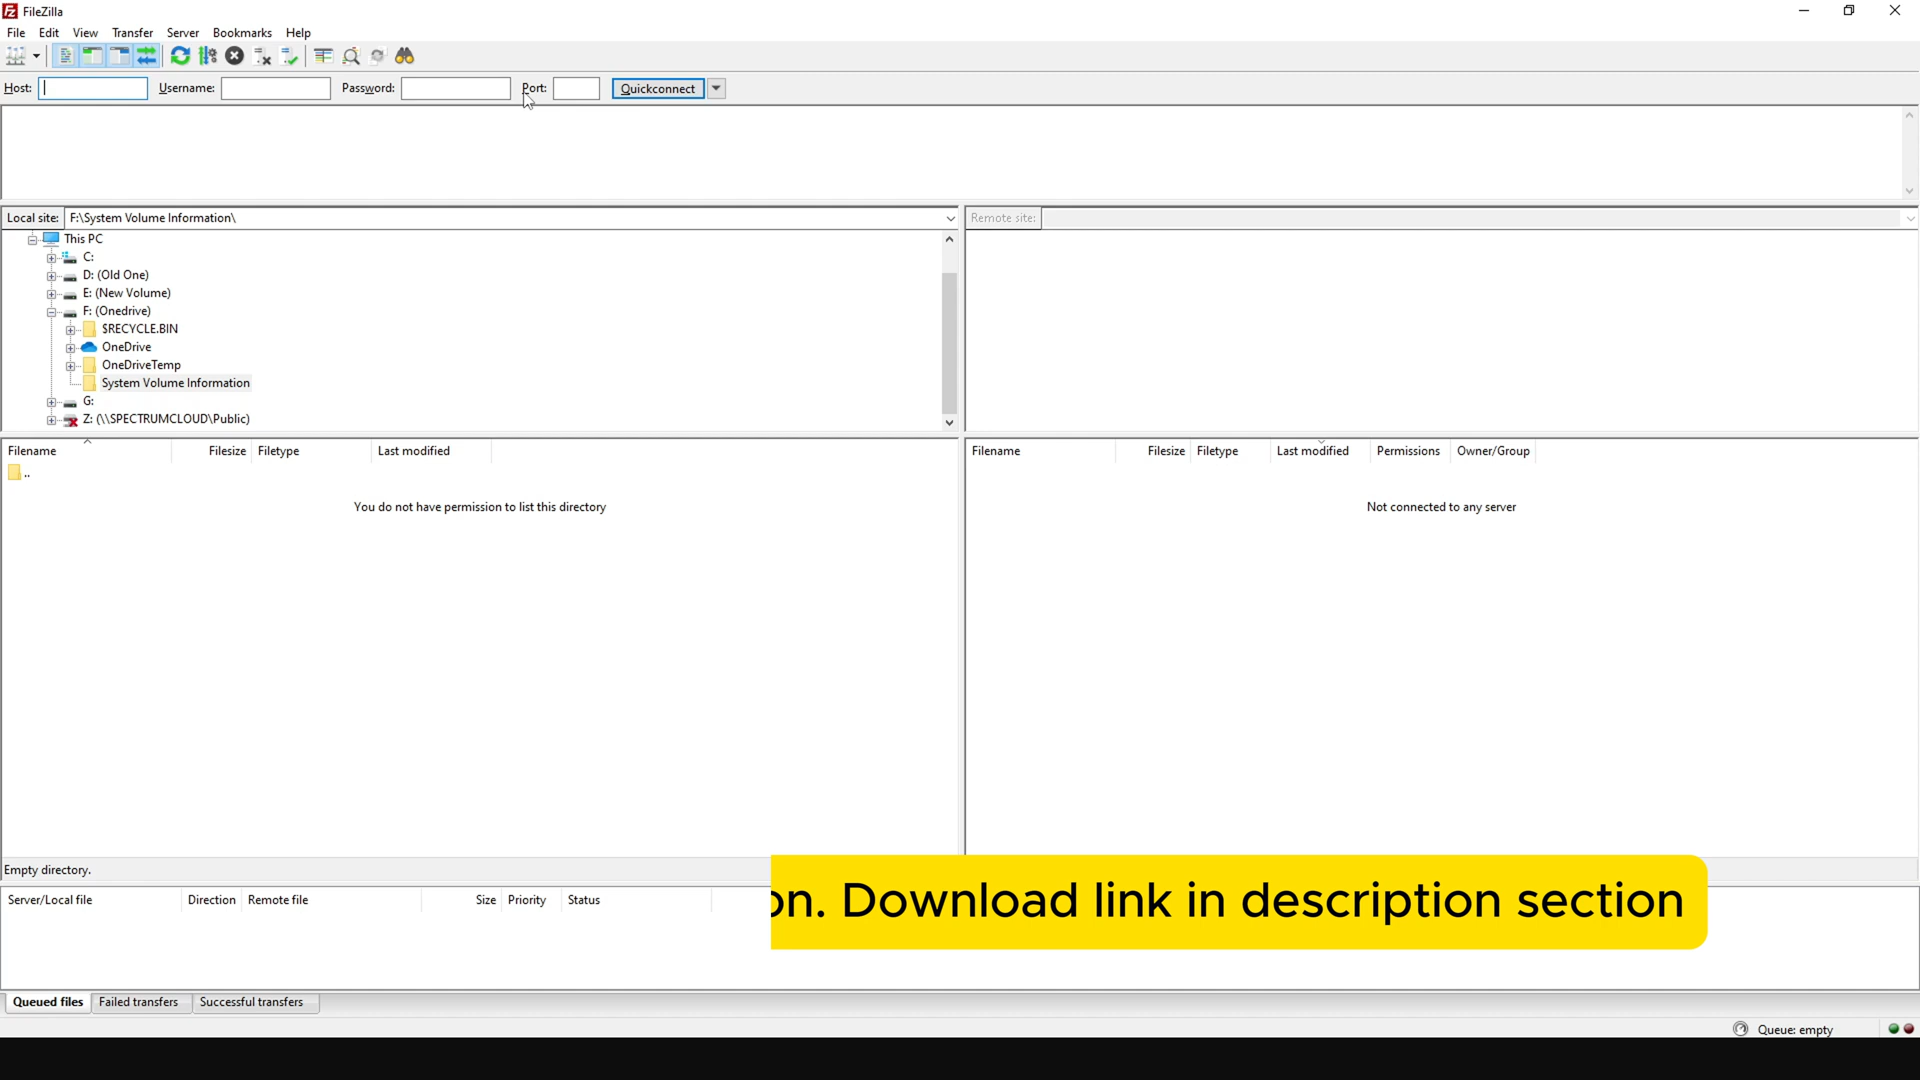 FileZilla
File Edit View Transfer Server Bookmarks Help
Host: Username: Password: Port: Quickconnect
Local site: F:\System Volume Information\
Remote site:
This PC
C:
D: (Old One)
E: (New Volume)
F: (Onedrive)
$RECYCLE.BIN
OneDrive
OneDriveTemp
System Volume Information
G:
Z: (\\SPECTRUMCLOUD\Public)
Filename Filesize Filetype Last modified
..
You do not have permission to list this directory
Filename Filesize Filetype Last modified Permissions Owner/Group
Not connected to any server
Empty directory.
on. Download link in description section
Server/Local file Direction Remote file Size Priority Status
Queued files Failed transfers Successful transfers
Queue: empty